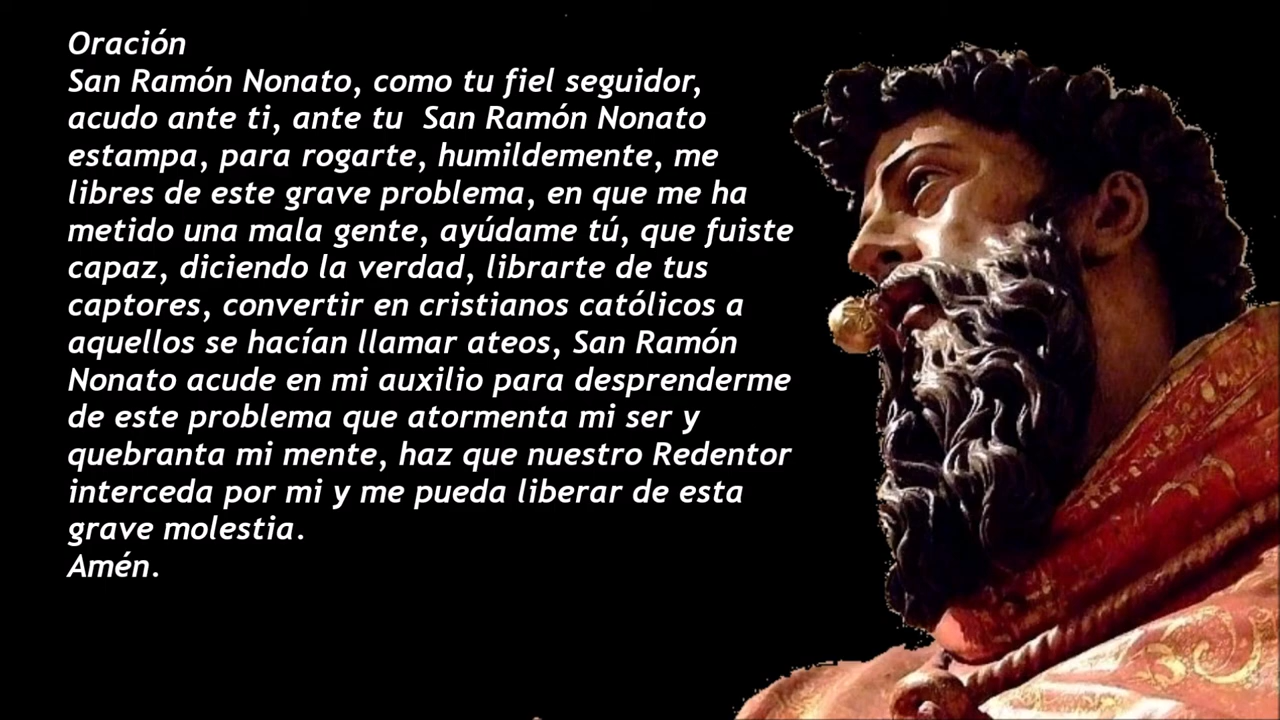 Oración
San Ramón Nonato, como tu fiel seguidor,
acudo ante ti, ante tu  San Ramón Nonato
estampa, para rogarte, humildemente, me
libres de este grave problema, en que me ha
metido una mala gente, ayúdame tú, que fuiste
capaz, diciendo la verdad, librarte de tus
captores, convertir en cristianos católicos a
aquellos se hacían llamar ateos, San Ramón
Nonato acude en mi auxilio para desprenderme
de este problema que atormenta mi ser y
quebranta mi mente, haz que nuestro Redentor
interceda por mi y me pueda liberar de esta
grave molestia.
Amén.